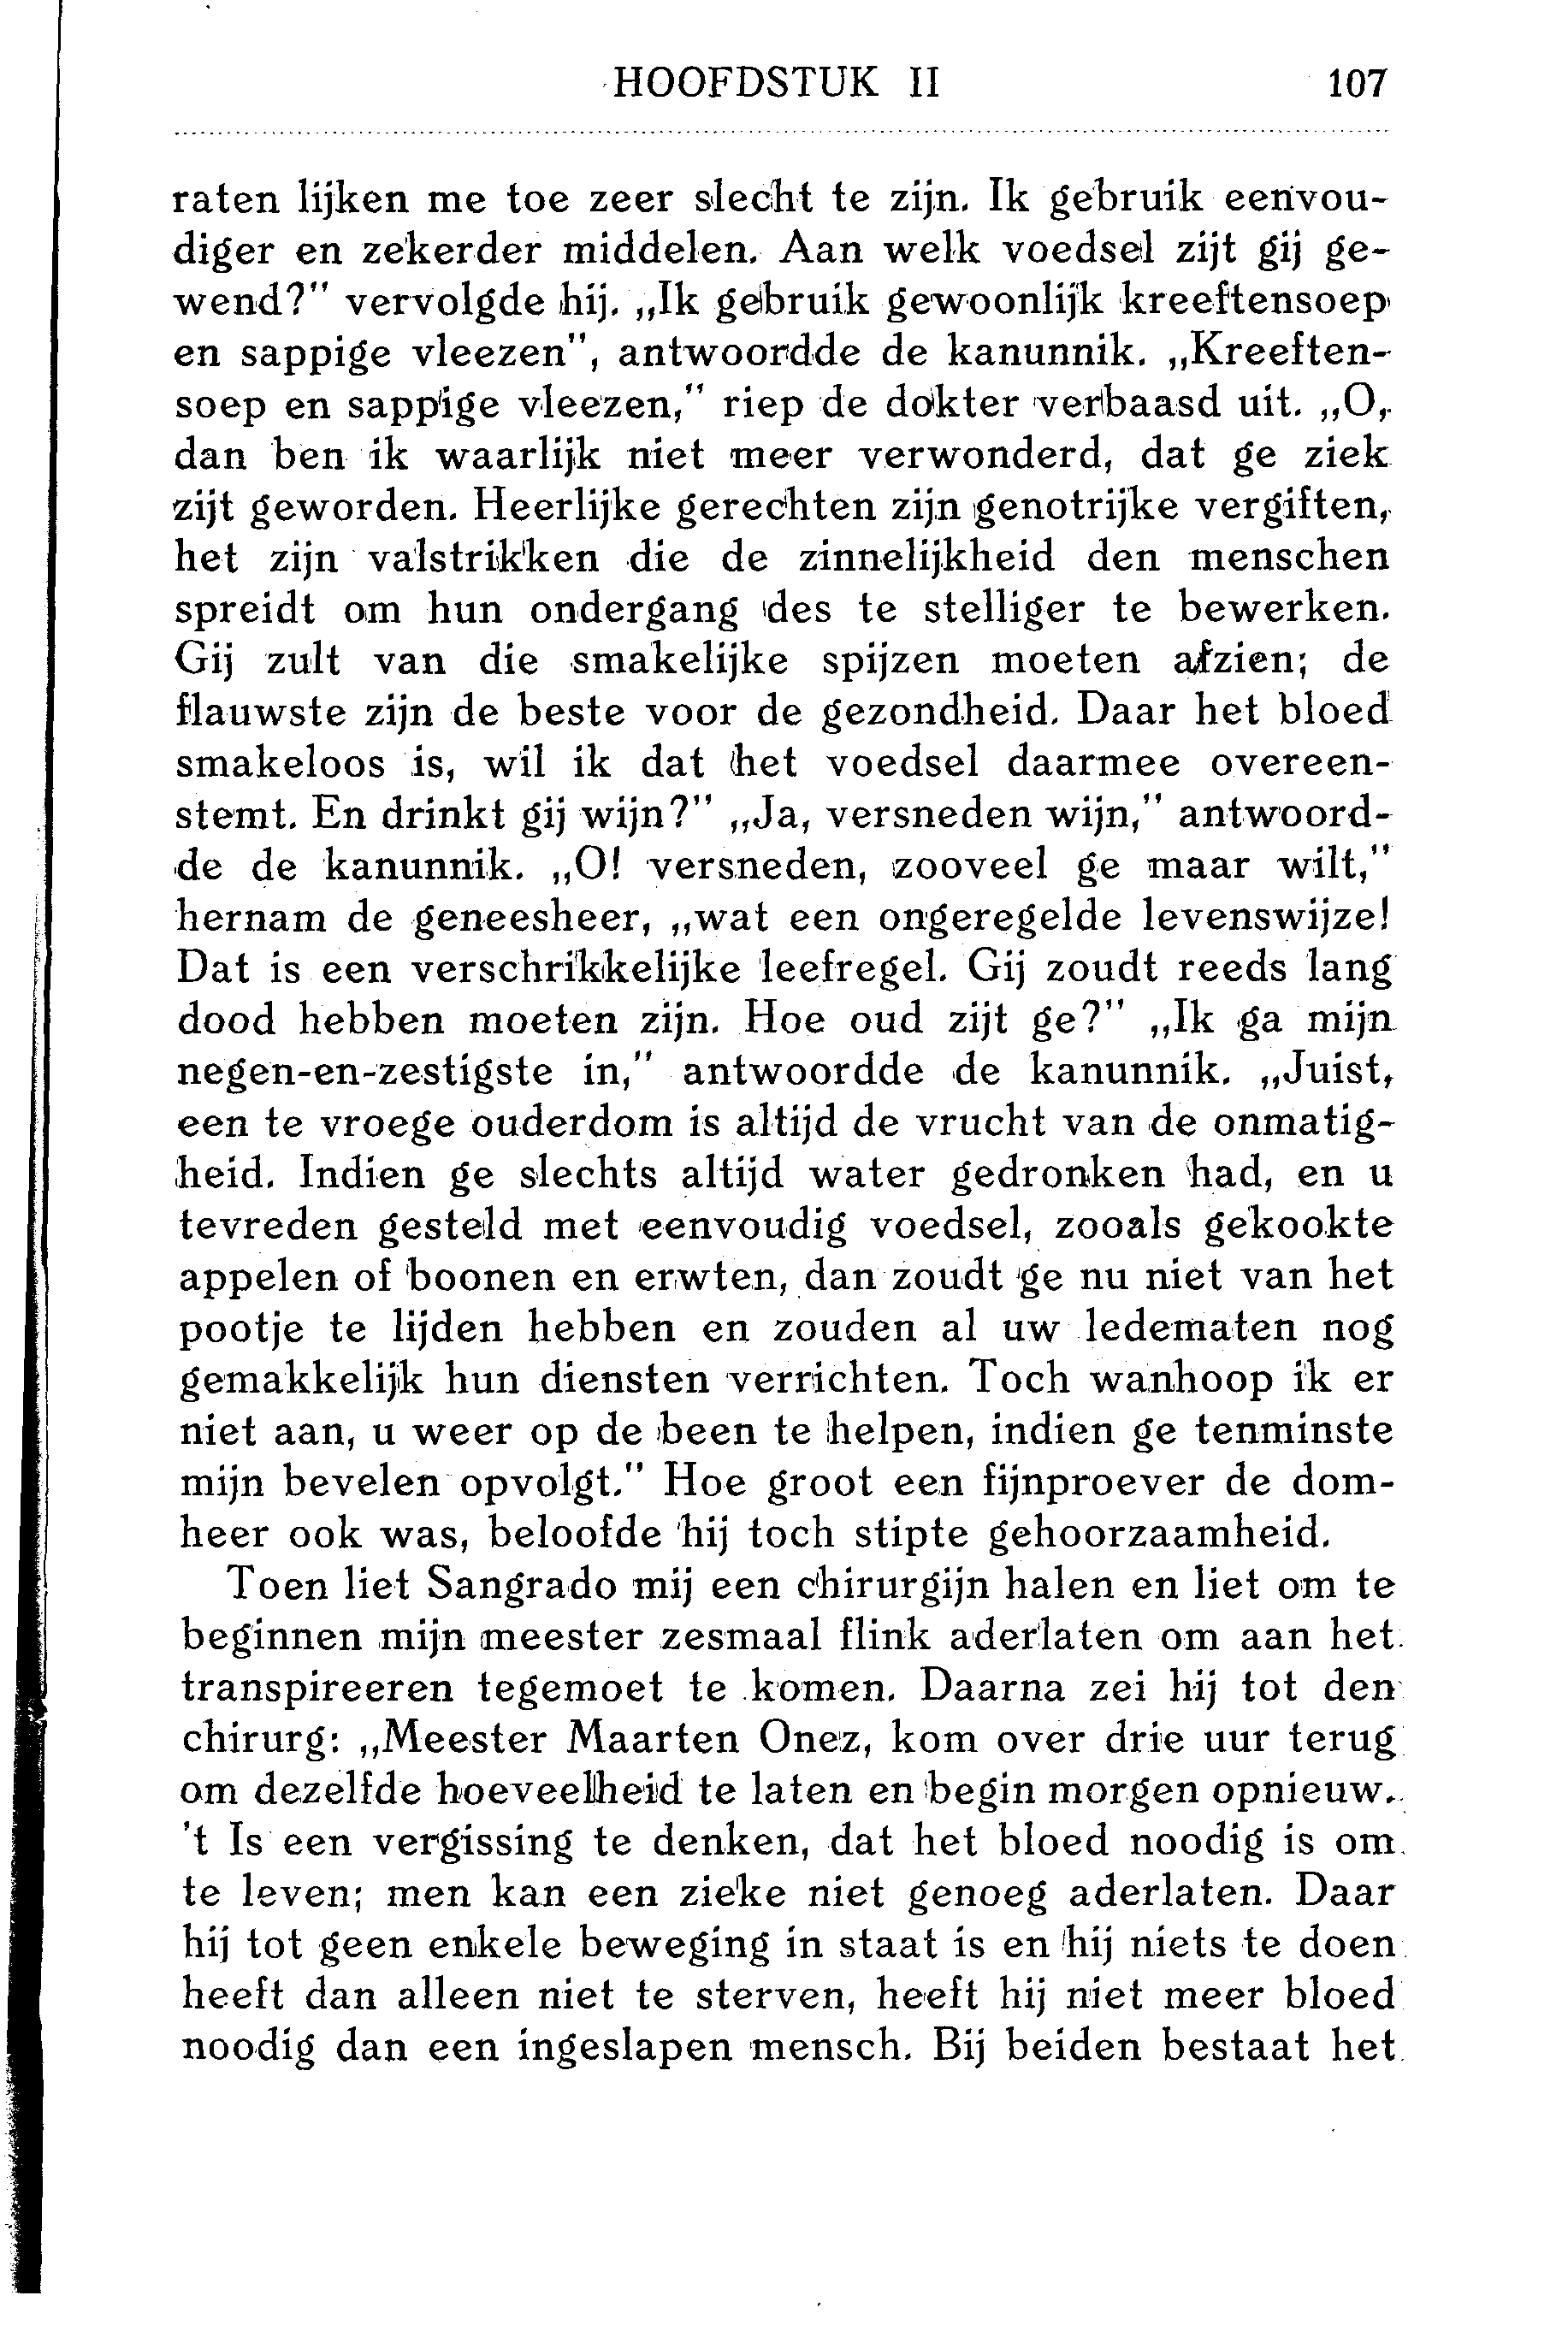 HOOFDSTUK II 107
raten lijken me toe zeer slecht te zijn. Ik gebruik eenvou-
diger en zekerder middelen. Aan welk voedsel zijt gij ge-
wend?" vervolgde hij. „Ik gebruik gewoonlijk kreeftensoep
en sappige vleezen", antwoordde de kanunnik. „Kreeften-
soep en sappige vleezen," riep de dokter verbaasd uit. „O,
dan ben ik waarlijk niet meer verwonderd, dat ge ziek
zijt geworden. Heerlijke gerechten zijn genotrijke vergiften,
het zijn valstrikken die de zinnelijkheid den menschen
spreidt om hun ondergang des te stelliger te bewerken.
Gij zult van die smakelijke spijzen moeten afzien; de
flauwste zijn de beste voor de gezondheid. Daar het bloed
smakeloos is, wil ik dat het voedsel daarmee overeen-
stemt. En drinkt gij wijn?" „Ja, versneden wijn," antwoord-
de de kanunnik. „O! versneden, zooveel ge maar wilt,"
hernam de geneesheer, „wat een ongeregelde levenswijze!
Dat is een verschrikkelijke leefregel. Gij zoudt reeds lang
dood hebben moeten zijn. Hoe oud zijt ge?" „Ik ga mijn
negen-en-zestigste in," antwoordde de kanunnik. „Juist,
een te vroege ouderdom is altijd de vrucht van de onmatig-
heid. Indien ge slechts altijd water gedronken had, en u
tevreden gesteld met eenvoudig voedsel, zooals gekookte
appelen of boonen en erwten, dan zoudt ge nu niet van het
pootje te lijden hebben en zouden al uw ledematen nog
gemakkelijk hun diensten verrichten. Toch wanhoop ik er
niet aan, u weer op de been te helpen, indien ge tenminste
mijn bevelen opvolgt." Hoe groot een fijnproever de dom-
heer ook was, beloofde hij toch stipte gehoorzaamheid.
Toen liet Sangrado mij een chirurgijn halen en liet om te
beginnen mijn meester zesmaal flink aderlaten om aan het
transpireeren tegemoet te komen. Daarna zei hij tot den
chirurg: „Meester Maarten Onez, kom over drie uur terug
om dezelfde hoeveelheid te laten en begin morgen opnieuw.
't Is een vergissing te denken, dat het bloed noodig is om
te leven; men kan een zieke niet genoeg aderlaten. Daar
hij tot geen enkele beweging in staat is en hij niets te doen
heeft dan alleen niet te sterven, heeft hij niet meer bloed
noodig dan een ingeslapen mensch. Bij beiden bestaat het